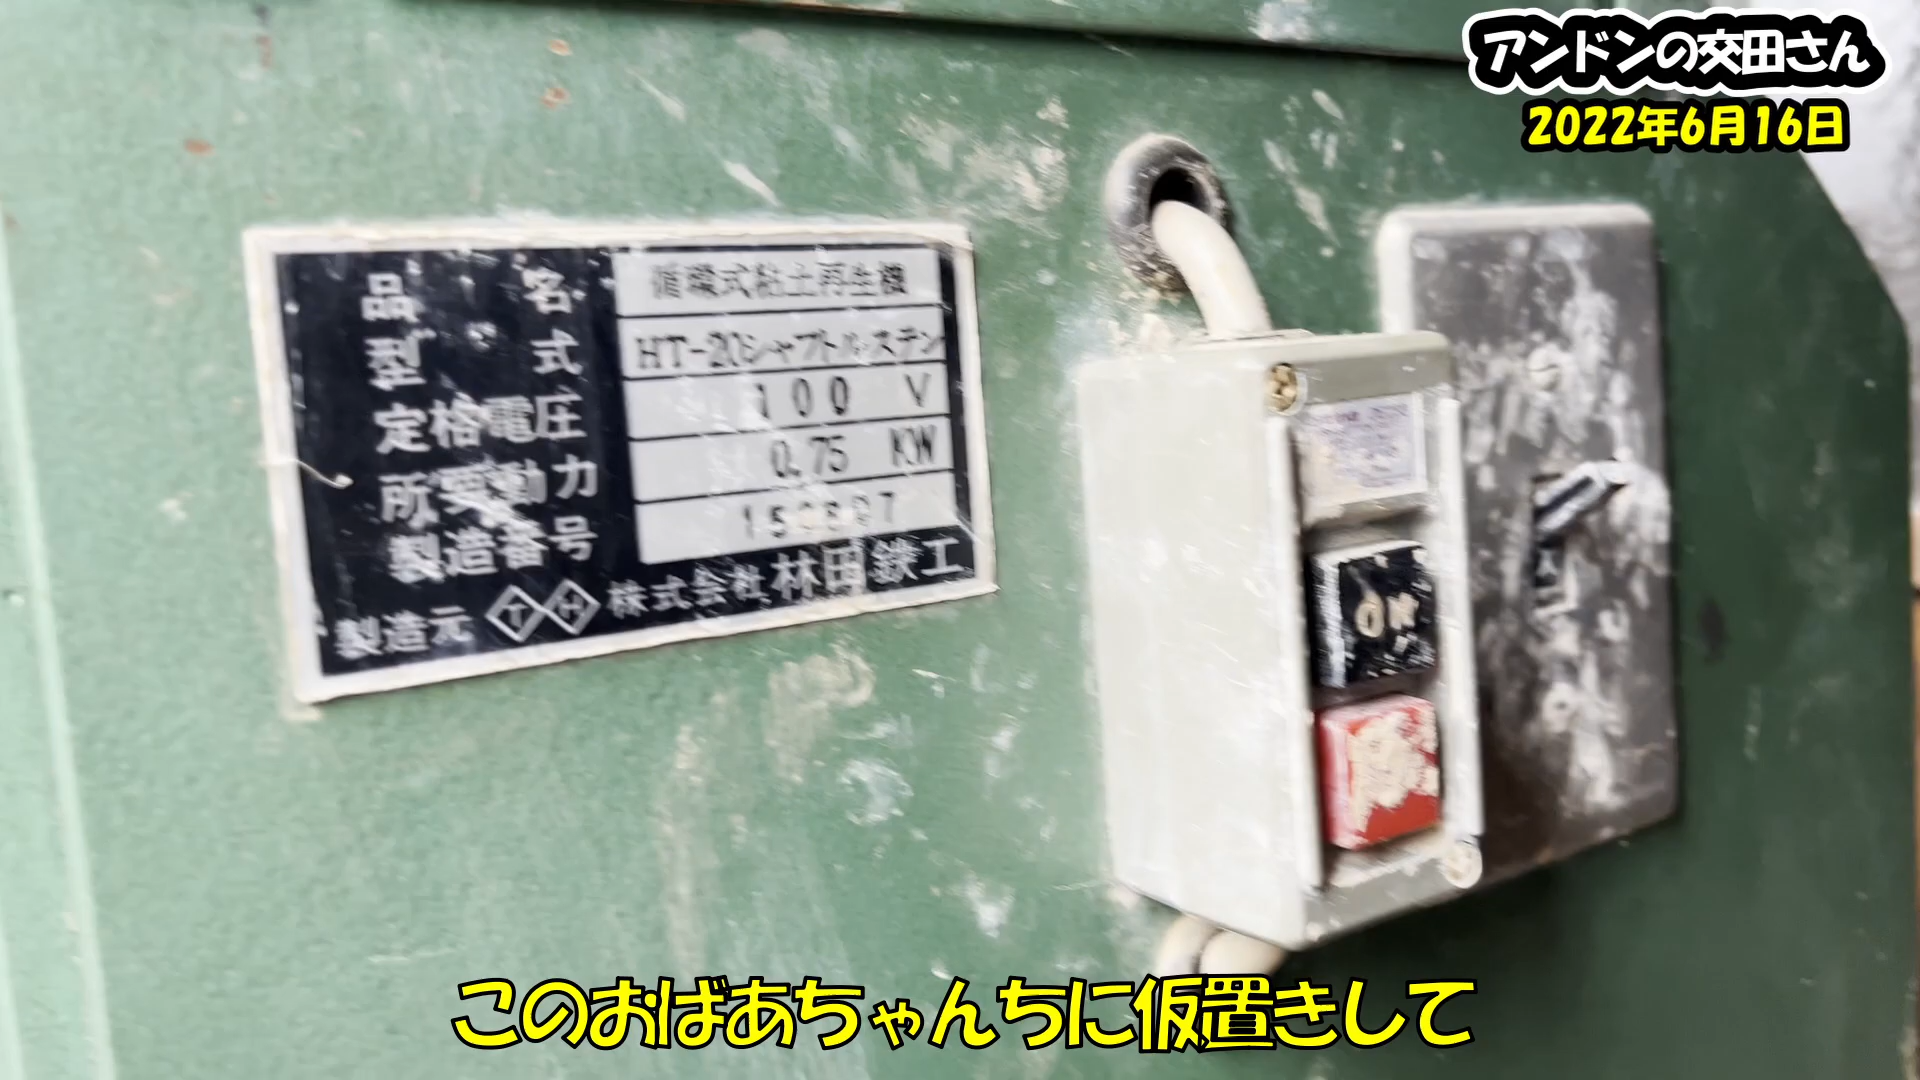 アンドンの交田さん
2022年6月16日
品名 循環式粘土再生機
型式 HT-20シャフトルステン
定格電圧 100 V
所要動力 0.75 KW
製造番号
製造元 TH 株式会社林田鉄工
ON
このおばあちゃんちに仮置きして